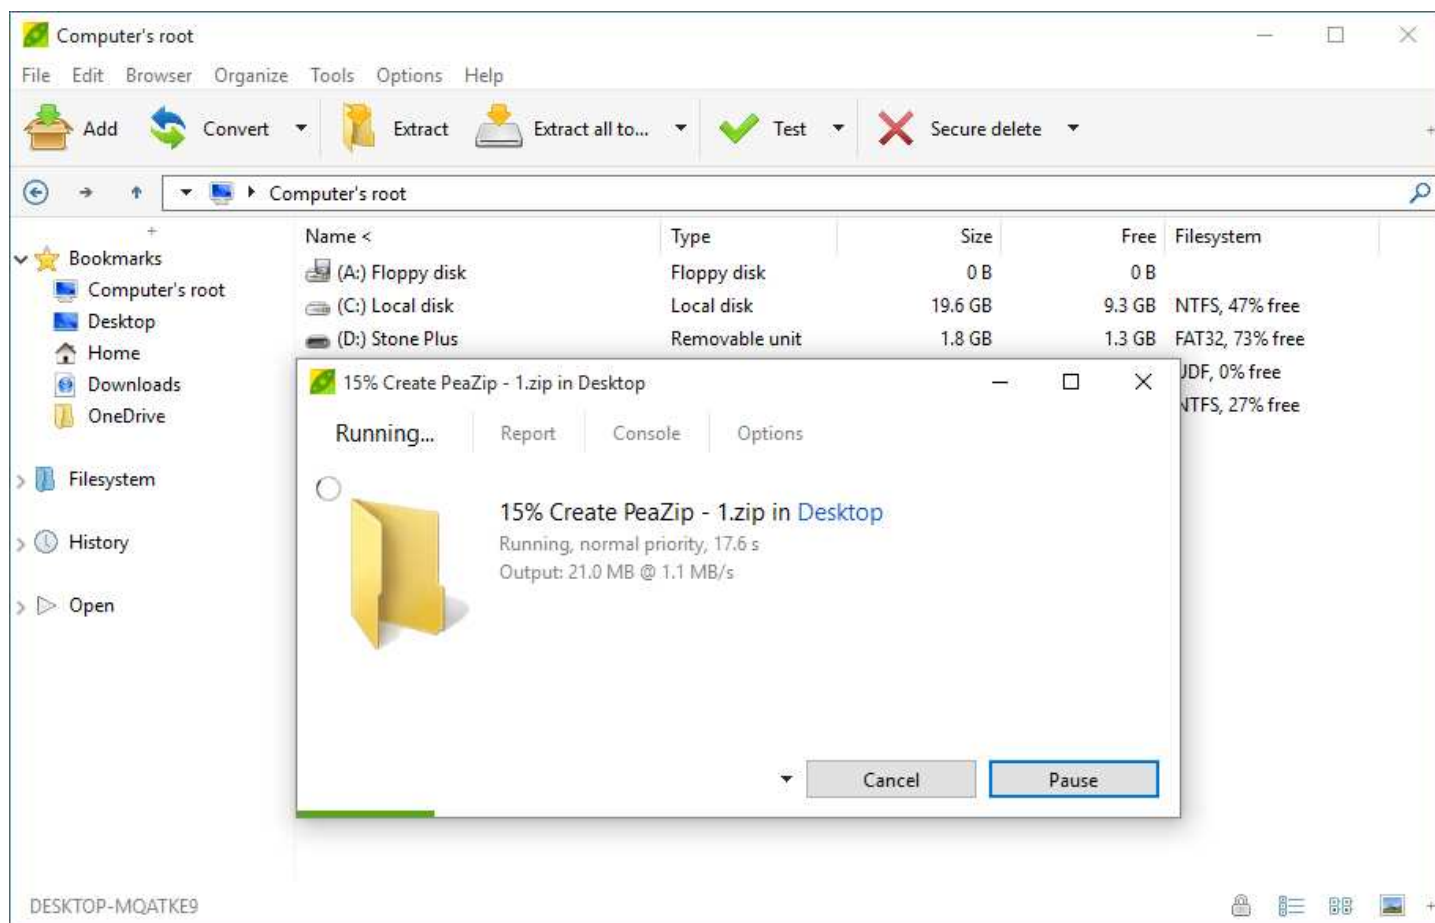 Computer's root
File Edit Browser Organize Tools Options Help
Add Convert Extract Extract all to... Test Secure delete
Computer's root
Name < Type Size Free Filesystem
Bookmarks
Computer's root
Desktop
Home
Downloads
OneDrive
Filesystem
History
Open
(A:) Floppy disk Floppy disk 0 B 0 B
(C:) Local disk Local disk 19.6 GB 9.3 GB NTFS, 47% free
(D:) Stone Plus Removable unit 1.8 GB 1.3 GB FAT32, 73% free
UDF, 0% free
NTFS, 27% free
15% Create PeaZip - 1.zip in Desktop
Running... Report Console Options
15% Create PeaZip - 1.zip in Desktop
Running, normal priority, 17.6 s
Output: 21.0 MB @ 1.1 MB/s
Cancel Pause
DESKTOP-MQATKE9